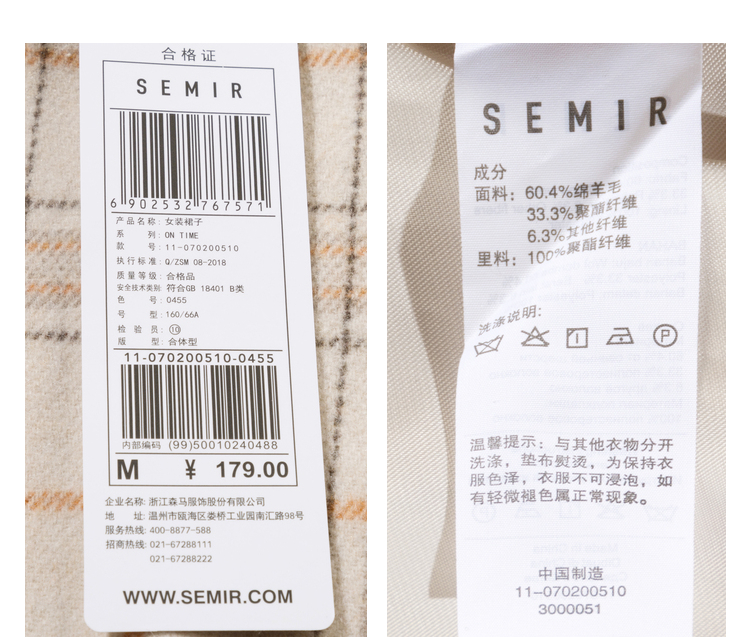 合格证
SEMIR
6 902532 767571
产品名称: 女装裙子
系 列: ON TIME
款 号: 11-070200510
执行标准: Q/ZSM 08-2018
质量等级: 合格品
安全技术类别: 符合GB 18401 B类
色 号: 0455
号 型: 160/66A
检 验 员: ⑩
版 型: 合体型
11-070200510-0455
内部编码 (99)50010240488
M ¥ 179.00
企业名称: 浙江森马服饰股份有限公司
地 址: 温州市瓯海区娄桥工业园南汇路98号
服务热线: 400-8877-588
招商热线: 021-67288111
021-67288222
WWW.SEMIR.COM
SEMIR
成分
面料: 60.4%绵羊毛
33.3%聚酯纤维
6.3%其他纤维
里料: 100%聚酯纤维
洗涤说明:
P
温馨提示: 与其他衣物分开
洗涤, 垫布熨烫, 为保持衣
服色泽, 衣服不可浸泡, 如
有轻微褪色属正常现象。
中国制造
11-070200510
3000051